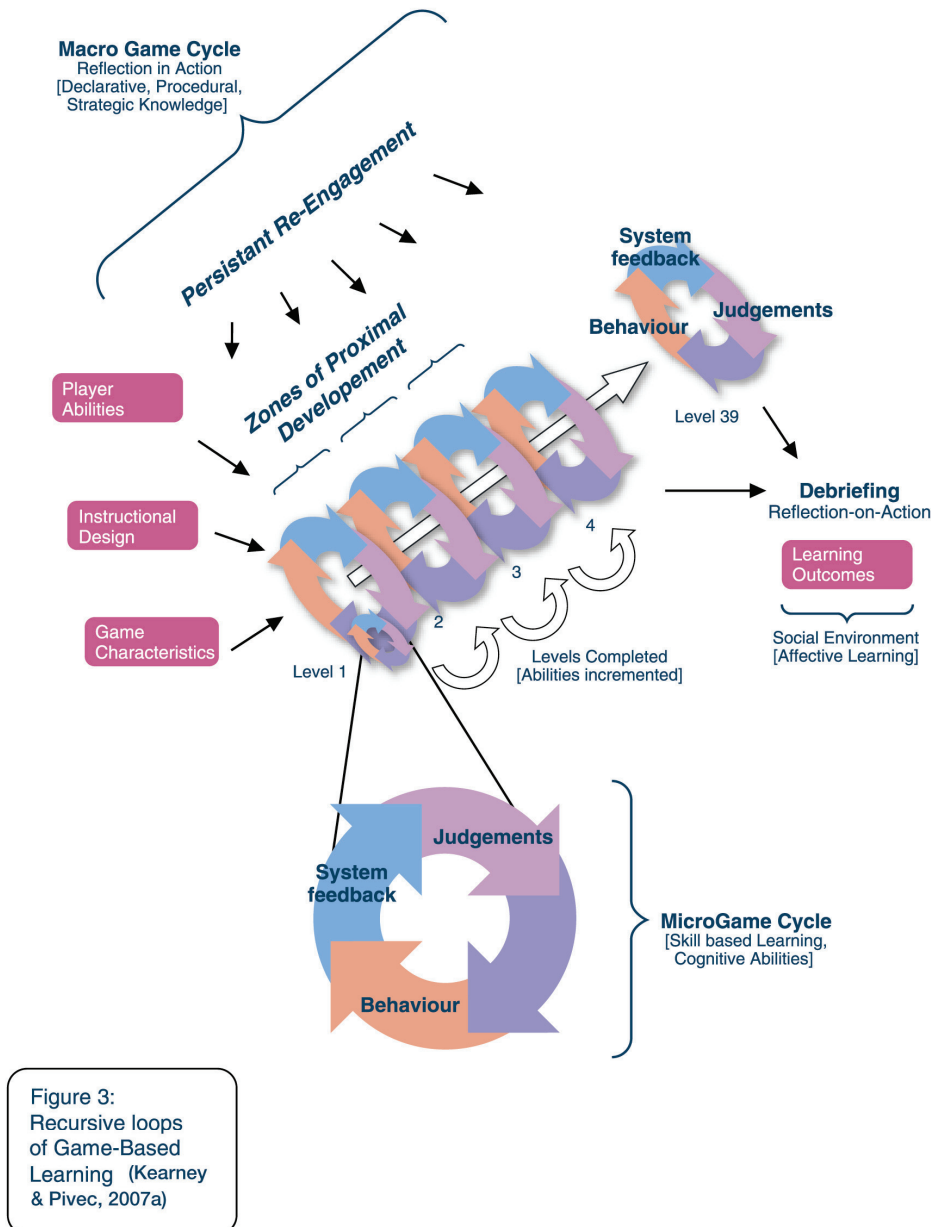 Macro Game Cycle
Reflection in Action
[Declarative, Procedural,
Strategic Knowledge]
Persistant Re-Engagement
Zones of Proximal
Developement
System
feedback
Judgements
Behaviour
Level 39
Player
Abilities
Instructional
Design
Game
Characteristics
Level 1
2
3
4
Levels Completed
[Abilities incremented]
Debriefing
Reflection-on-Action
Learning
Outcomes
Social Environment
[Affective Learning]
Judgements
System
feedback
Behaviour
MicroGame Cycle
[Skill based Learning,
Cognitive Abilities]
Figure 3:
Recursive loops
of Game-Based
Learning (Kearney
& Pivec, 2007a)